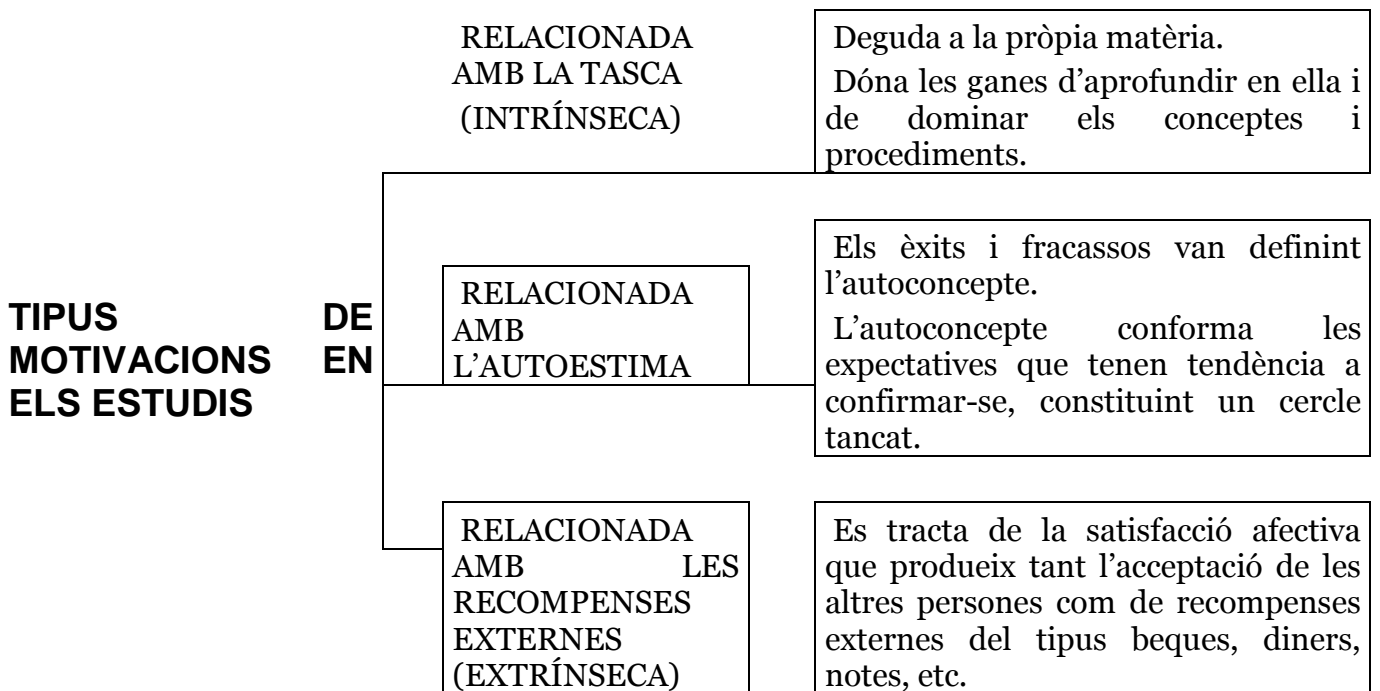 TIPUS DE
MOTIVACIONS EN
ELS ESTUDIS
RELACIONADA
AMB LA TASCA
(INTRÍNSECA)
Deguda a la pròpia matèria.
Dóna les ganes d’aprofundir en ella i
de dominar els conceptes i
procediments.
RELACIONADA
AMB
L’AUTOESTIMA
Els èxits i fracassos van definint
l’autoconcepte.
L’autoconcepte conforma les
expectatives que tenen tendència a
confirmar-se, constituint un cercle
tancat.
RELACIONADA
AMB LES
RECOMPENSES
EXTERNES
(EXTRÍNSECA)
Es tracta de la satisfacció afectiva
que produeix tant l’acceptació de les
altres persones com de recompenses
externes del tipus beques, diners,
notes, etc.